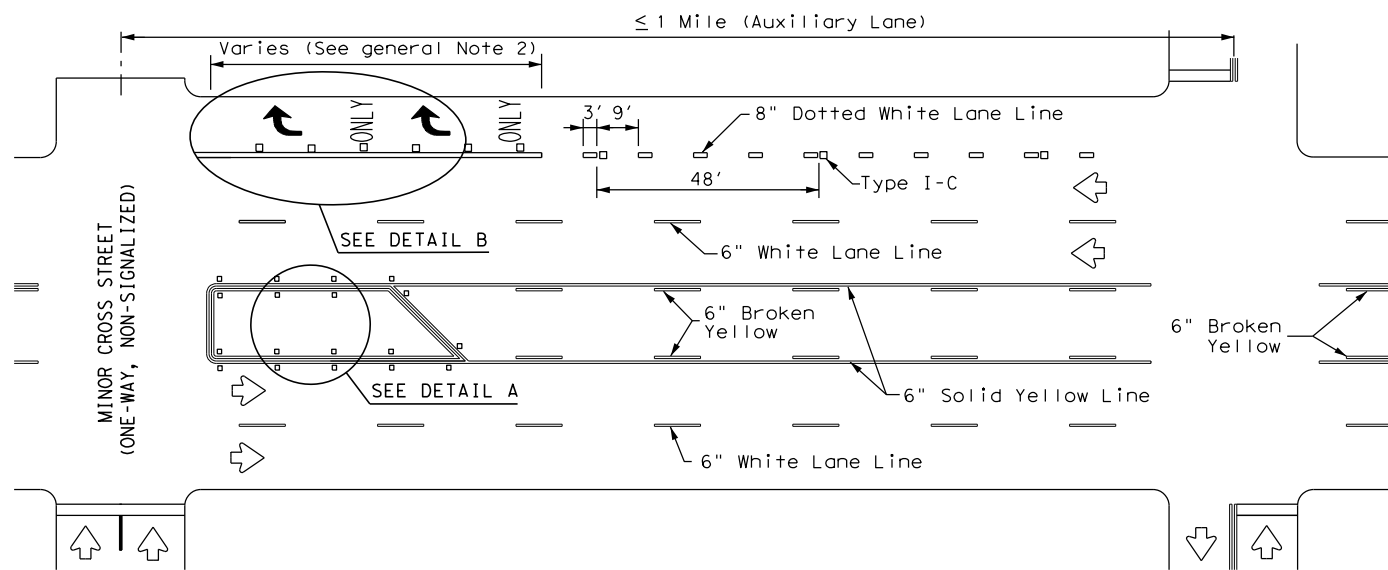 ≤ 1 Mile (Auxiliary Lane)
Varies (See general Note 2)
ONLY
ONLY
3' 9'
8" Dotted White Lane Line
48'
Type I-C
SEE DETAIL B
6" White Lane Line
MINOR CROSS STREET
(ONE-WAY, NON-SIGNALIZED)
6" Broken
Yellow
6" Broken
Yellow
SEE DETAIL A
6" Solid Yellow Line
6" White Lane Line